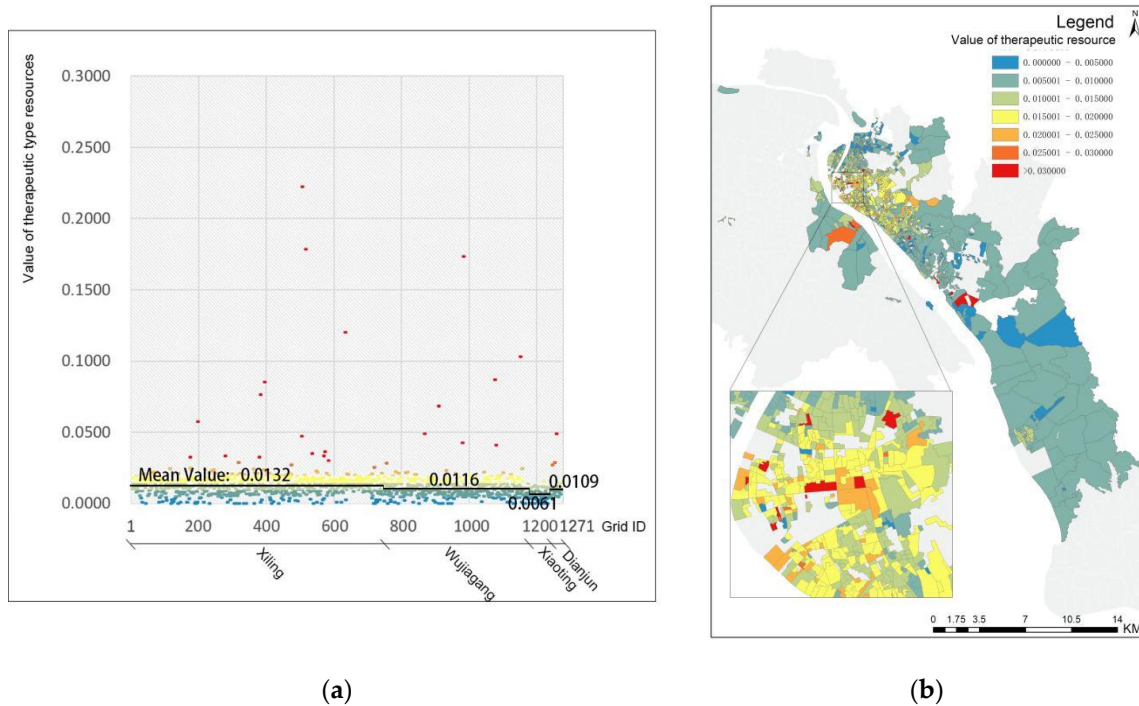 Value of therapeutic type resources
0.3000
0.2500
0.2000
0.1500
0.1000
0.0500
0.0000
Mean Value: 0.0132
0.0116
0.0061
0.0109
1 200 400 600 800 1000 1200 1271 Grid ID
Xiling
Wujiagang
Xiaoting
Dianjun
(a)
N
Legend
Value of therapeutic resource
0.000000 - 0.005000
0.005001 - 0.010000
0.010001 - 0.015000
0.015001 - 0.020000
0.020001 - 0.025000
0.025001 - 0.030000
>0.030000
0 1.75 3.5 7 10.5 14
KM
(b)